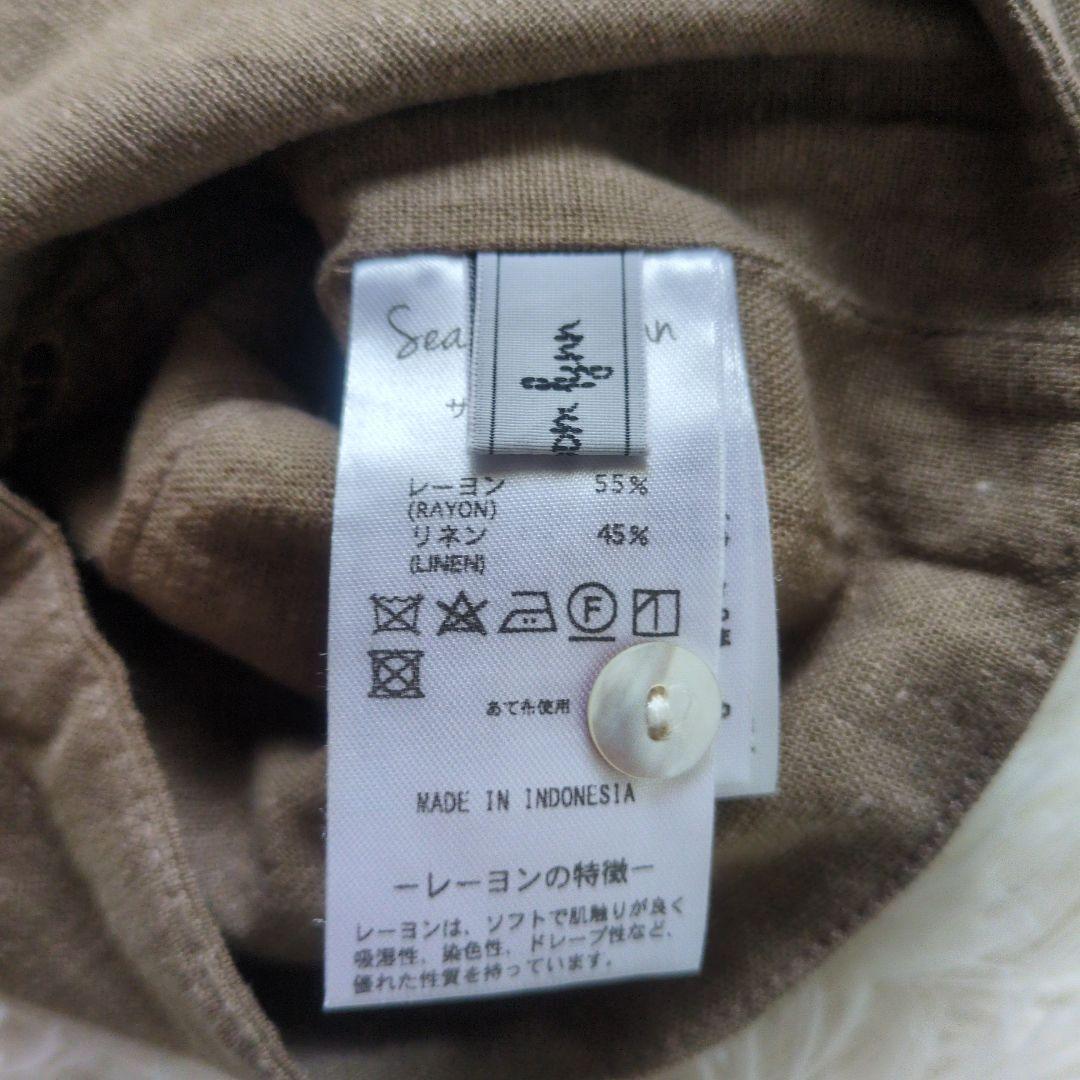 Sea
レーヨン 55%
(RAYON)
リネン 45%
(LINEN)
F
あて布使用
MADE IN INDONESIA
ーレーヨンの特徴ー
レーヨンは、ソフトで肌触りが良く
吸湿性、染色性、ドレープ性など、
優れた性質を持っています。